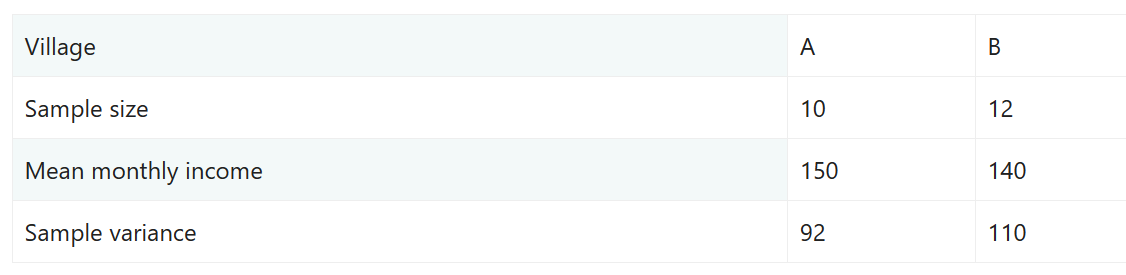 Village A B
Sample size 10 12
Mean monthly income 150 140
Sample variance 92 110